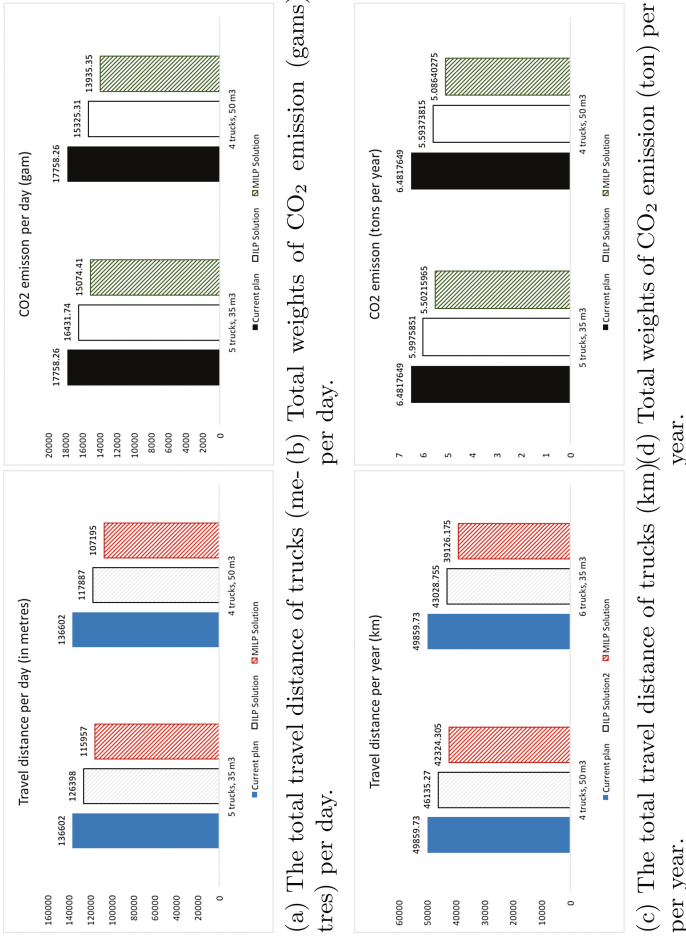 Travel distance per day (in metres)
160000
140000
120000
100000
80000
60000
40000
20000
0
136602
126398
115957
136602
117887
107195
5 trucks, 35 m3
4 trucks, 50 m3
Current plan
ILP Solution
MILP Solution
(a) The total travel distance of trucks (me-
tres) per day.
CO2 emisson per day (gam)
20000
18000
16000
14000
12000
10000
8000
6000
4000
2000
0
17758.26
16431.74
15074.41
17758.26
15325.31
13935.35
5 trucks, 35 m3
4 trucks, 50 m3
Current plan
ILP Solution
MILP Solution
(b) Total weights of CO₂ emission (gams)
per day.
Travel distance per year (km)
60000
50000
40000
30000
20000
10000
0
49859.73
46135.27
42324.305
49859.73
43028.755
39126.175
4 trucks, 50 m3
6 trucks, 35 m3
Current plan
ILP Solution2
MILP Solution
(c) The total travel distance of trucks (km)
per year.
CO2 emisson (tons per year)
7
6
5
4
3
2
1
0
6.4817649
5.9975851
5.50215965
6.4817649
5.59373815
5.08640275
5 trucks, 35 m3
4 trucks, 50 m3
Current plan
ILP Solution
MILP Solution
(d) Total weights of CO₂ emission (ton) per
year.